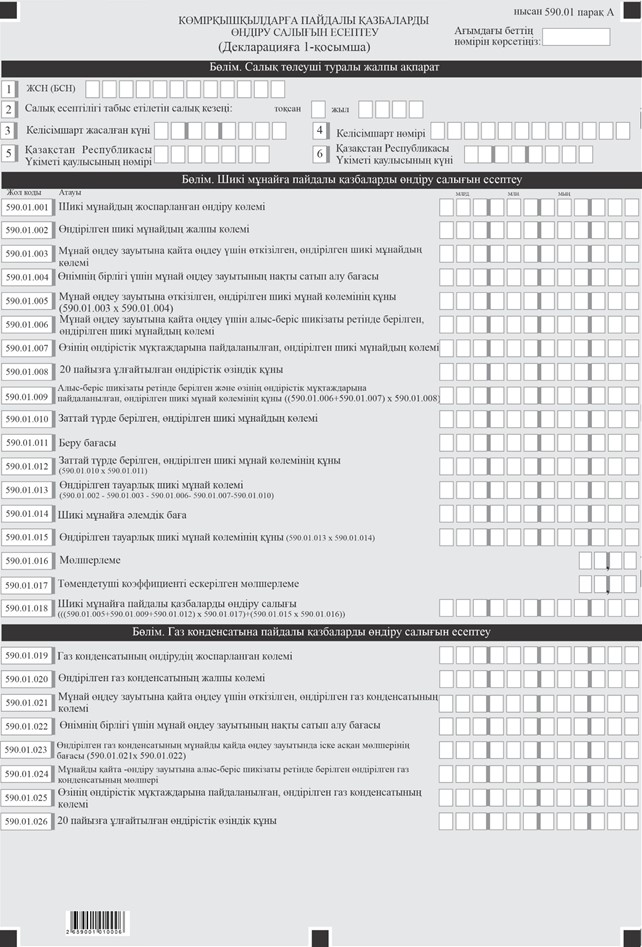 нысан 590.01 парақ А
КӨМІРҚЫШҚЫЛДАРҒА ПАЙДАЛЫ ҚАЗБАЛАРДЫ
ӨНДІРУ САЛЫҒЫН ЕСЕПТЕУ
(Декларацияға 1-қосымша)
Ағымдағы беттің
нөмірін көрсетіңіз:
Бөлім. Салық төлеуші туралы жалпы ақпарат
1 ЖСН (БСН)
2 Салық есептілігі табыс етілетін салық кезеңі: тоқсан жыл
3 Келісімшарт жасалған күні 4 Келісімшарт нөмірі
5 Қазақстан Республикасы
Үкіметі қаулысының нөмірі
6 Қазақстан Республикасы
Үкіметі қаулысының күні
Бөлім. Шикі мұнайға пайдалы қазбаларды өндіру салығын есептеу
Жол коды Атауы млрд. млн. мың.
590.01.001 Шикі мұнайдың жоспарланған өндіру көлемі
590.01.002 Өндірілген шикі мұнайдың жалпы көлемі
590.01.003 Мұнай өңдеу зауытына қайта өңдеу үшін өткізілген, өндірілген шикі мұнайдың
көлемі
590.01.004 Өнімнің бірлігі үшін мұнай өңдеу зауытының нақты сатып алу бағасы
590.01.005 Мұнай өңдеу зауытына өткізілген, өндірілген шикі мұнай көлемінің құны
(590.01.003 х 590.01.004)
590.01.006 Мұнай өңдеу зауытына қайта өңдеу үшін алыс-беріс шикізаты ретінде берілген,
өндірілген шикі мұнайдың көлемі
590.01.007 Өзінің өндірістік мұқтаждарына пайдаланылған, өндірілген шикі мұнайдың көлемі
590.01.008 20 пайызға ұлғайтылған өндірістік өзіндік құны
590.01.009 Алыс-беріс шикізаты ретінде берілген және өзінің өндірістік мұқтаждарына
пайдаланылған, өндірілген шикі мұнай көлемінің құны ((590.01.006+590.01.007) х 590.01.008)
590.01.010 Заттай түрде берілген, өндірілген шикі мұнайдың көлемі
590.01.011 Беру бағасы
590.01.012 Заттай түрде берілген, өндірілген шикі мұнай көлемінің құны
(590.01.010 х 590.01.011)
590.01.013 Өндірілген тауарлық шикі мұнай көлемі
(590.01.002 - 590.01.003 - 590.01.006- 590.01.007-590.01.010)
590.01.014 Шикі мұнайға әлемдік баға
590.01.015 Өндірілген тауарлық шикі мұнай көлемінің құны (590.01.013 х 590.01.014)
590.01.016 Мөлшерлеме
590.01.017 Төмендетуші коэффициенті ескерілген мөлшерлеме
590.01.018 Шикі мұнайға пайдалы қазбаларды өндіру салығы
(((590.01.005+590.01.009+590.01.012) х 590.01.017)+(590.01.015 х 590.01.016))
Бөлім. Газ конденсатына пайдалы қазбаларды өндіру салығын есептеу
590.01.019 Газ конденсатының өндірудің жоспарланған көлемі
590.01.020 Өндірілген газ конденсатының жалпы көлемі
590.01.021 Мұнай өңдеу зауытына қайта өңдеу үшін өткізілген, өндірілген газ конденсатының
көлемі
590.01.022 Өнімнің бірлігі үшін мұнай өңдеу зауытының нақты сатып алу бағасы
590.01.023 Өндірілген газ конденсатының мұнайды қайда өңдеу зауытында іске асқан мөлшерінің
бағасы (590.01.021х 590.01.022)
590.01.024 Мұнайды қайта -өндіру зауытына алыс-беріс шикізаты ретінде берілген өндірілген газ
конденсатының мөлшері
590.01.025 Өзінің өндірістік мұқтаждарына пайдаланылған, өндірілген газ конденсатының
көлемі
590.01.026 20 пайызға ұлғайтылған өндірістік өзіндік құны
2 659001 010006